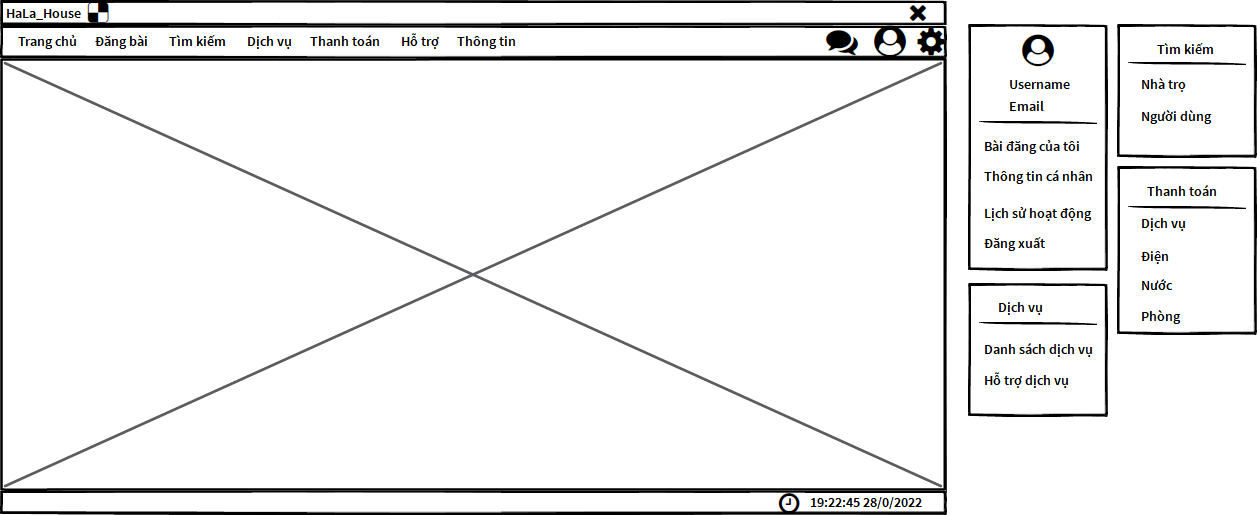 HaLa_House
Trang chủ Đăng bài Tìm kiếm Dịch vụ Thanh toán Hỗ trợ Thông tin
19:22:45 28/0/2022
Username
Email
Bài đăng của tôi
Thông tin cá nhân
Lịch sử hoạt động
Đăng xuất
Dịch vụ
Danh sách dịch vụ
Hỗ trợ dịch vụ
Tìm kiếm
Nhà trọ
Người dùng
Thanh toán
Dịch vụ
Điện
Nước
Phòng